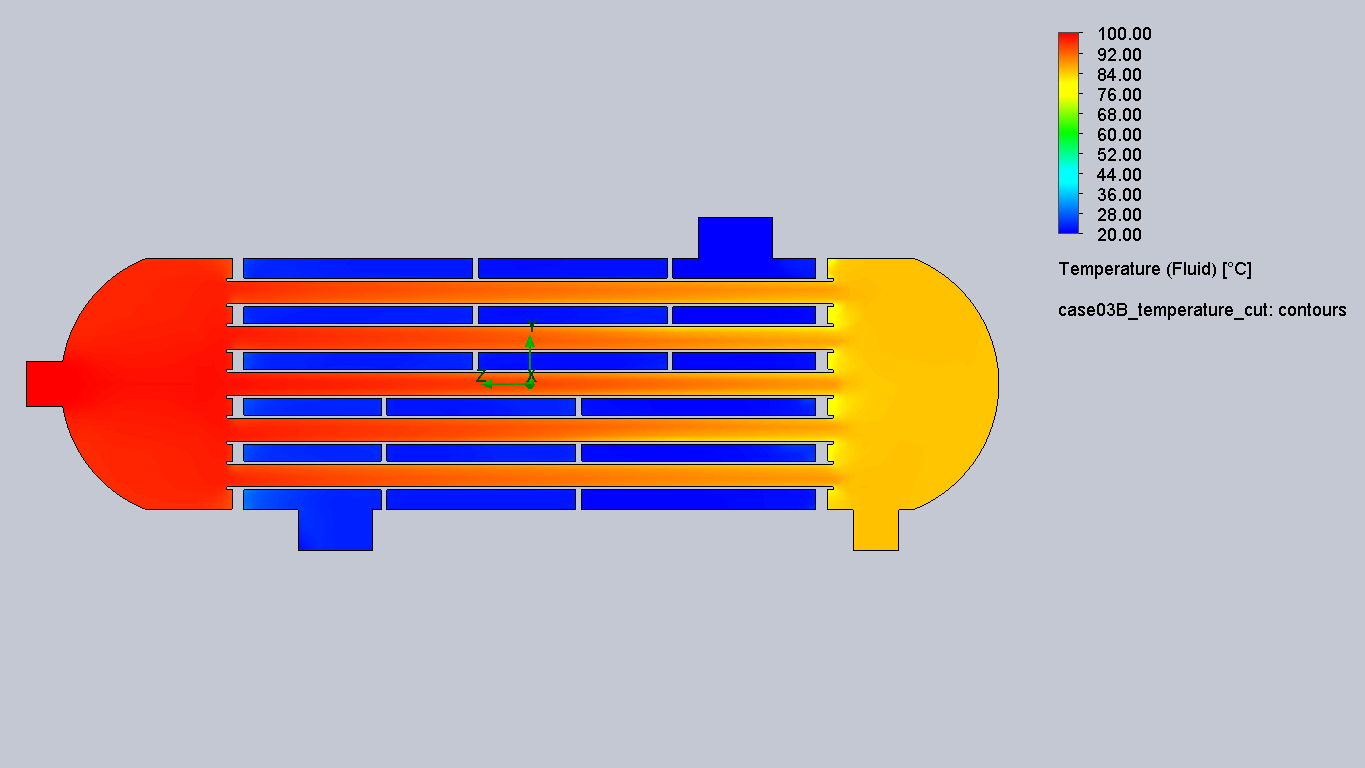 100.00
92.00
84.00
76.00
68.00
60.00
52.00
44.00
36.00
28.00
20.00
Temperature (Fluid) [°C]
case03B_temperature_cut: contours
Y
Z
X